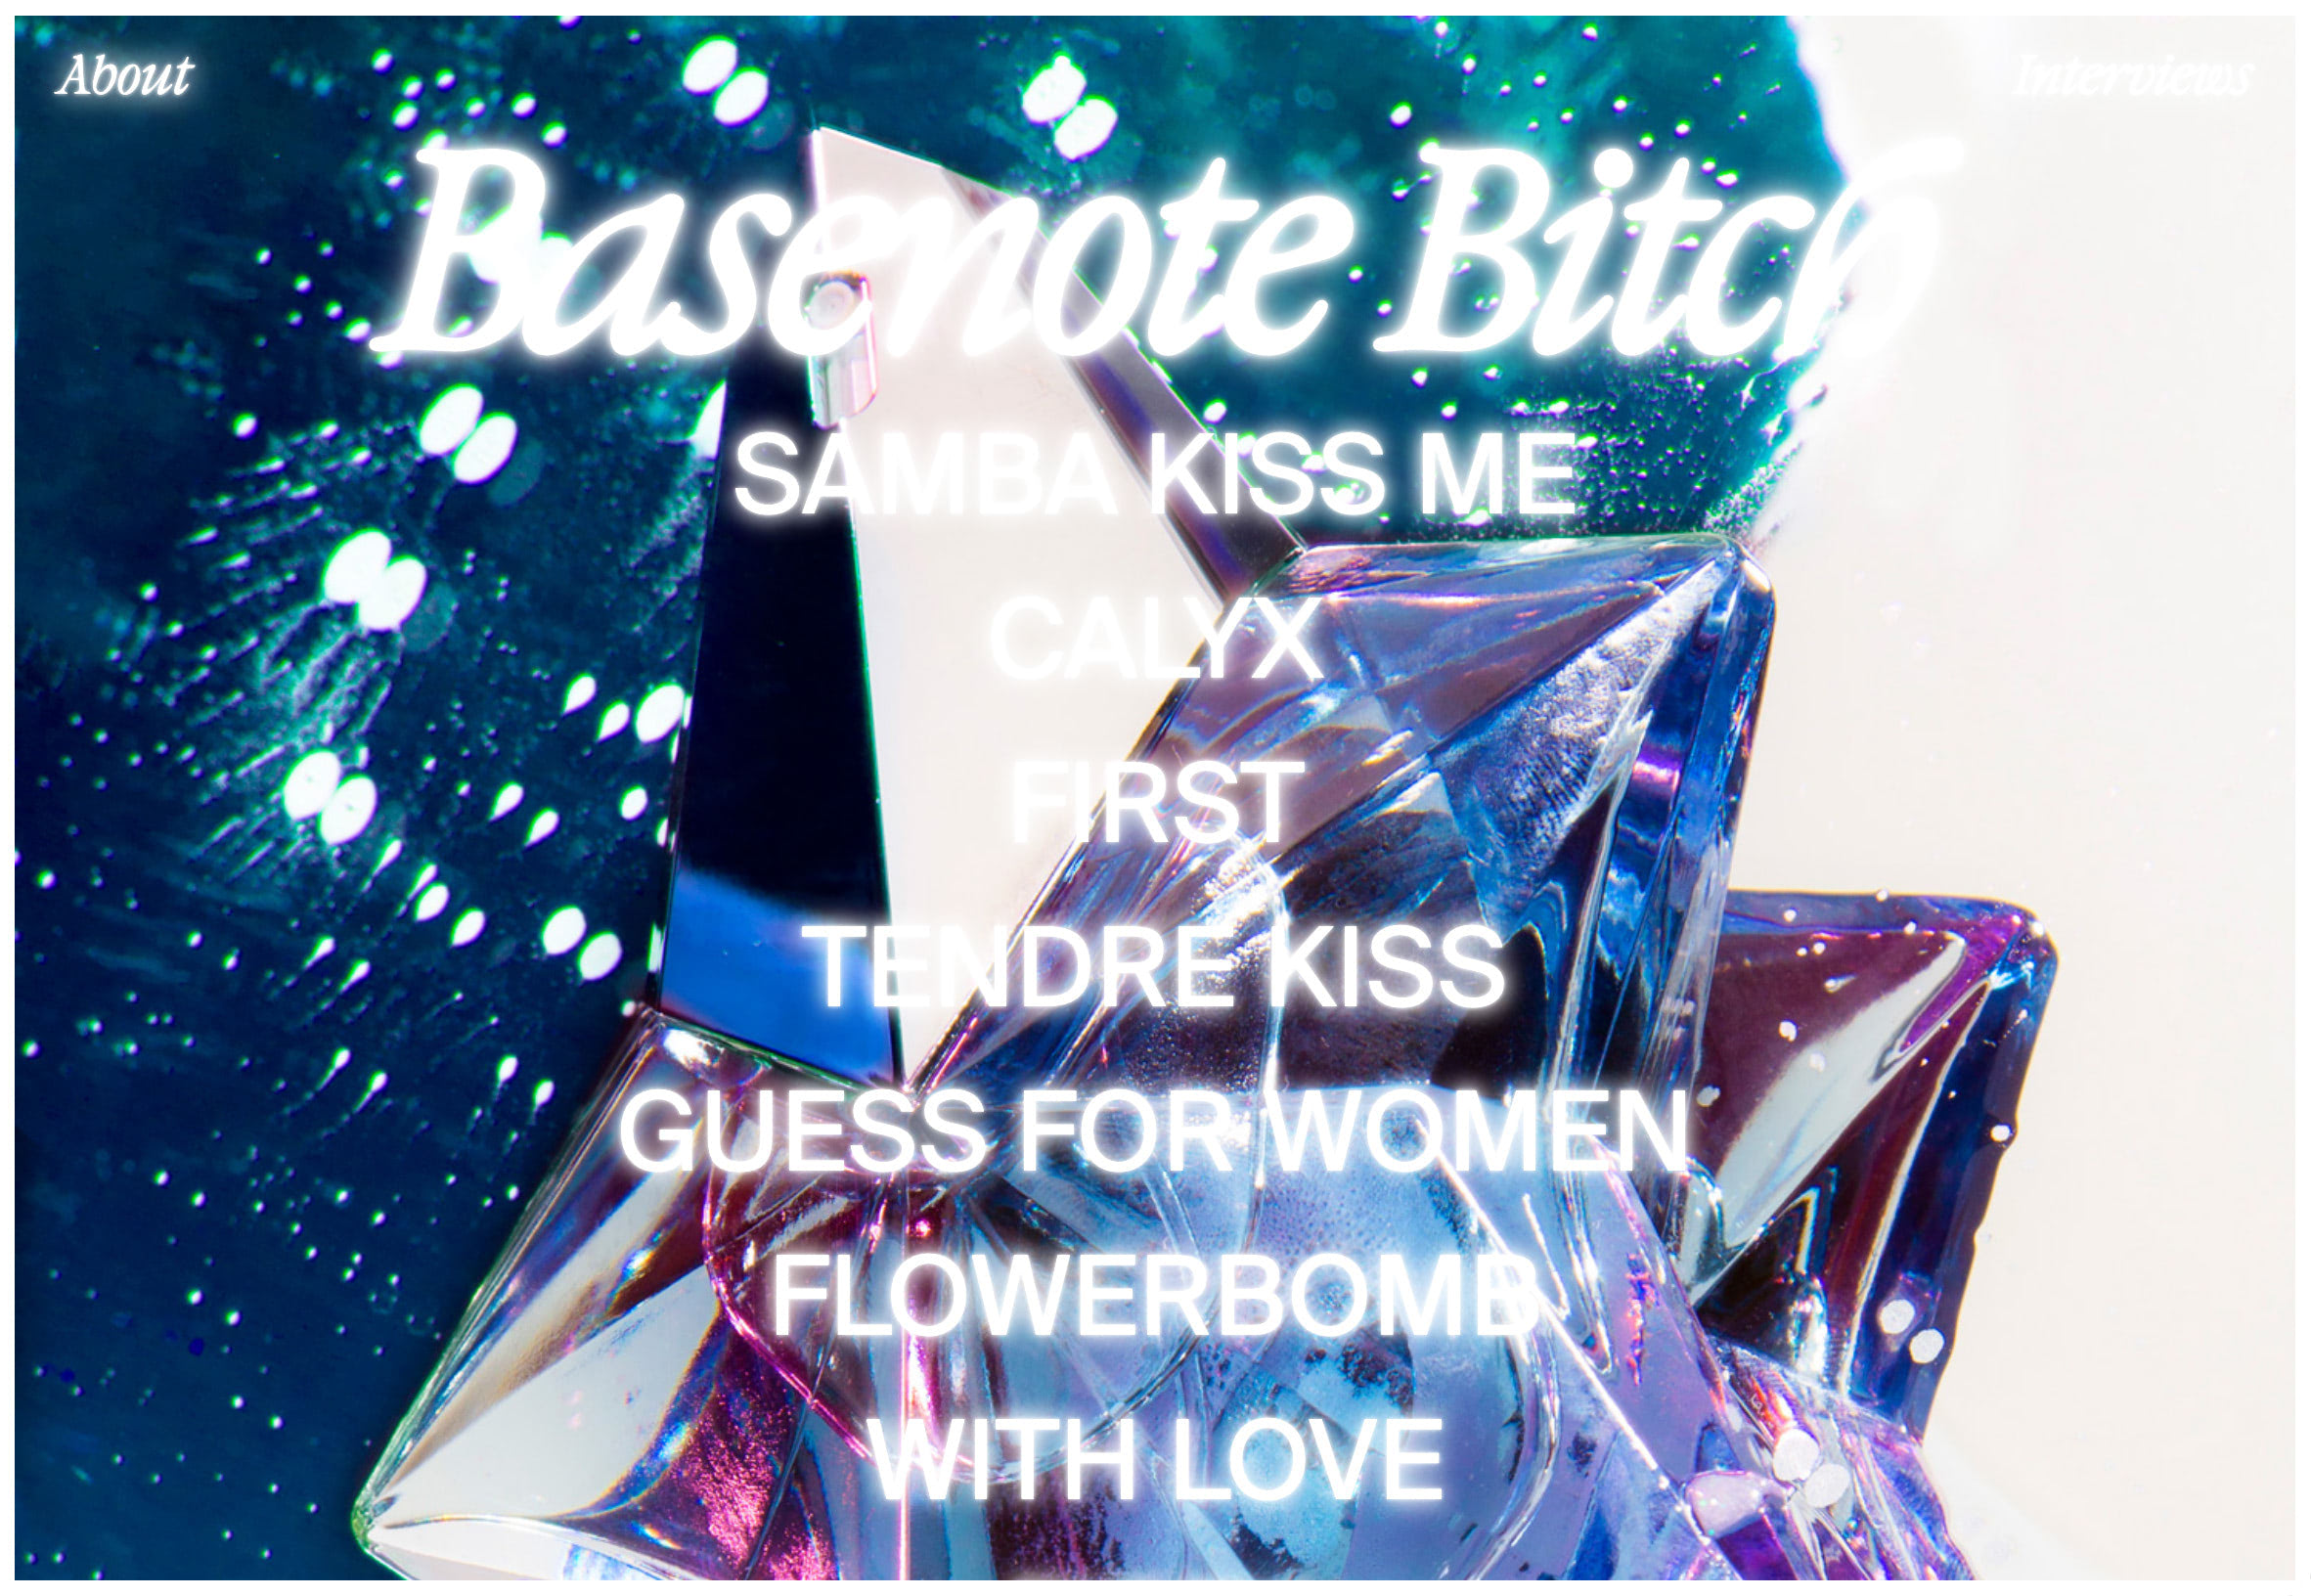 About
Interviews
Basenote Bitch
SAMBA KISS ME
CALYX
FIRST
TENDRE KISS
GUESS FOR WOMEN
FLOWERBOMB
WITH LOVE